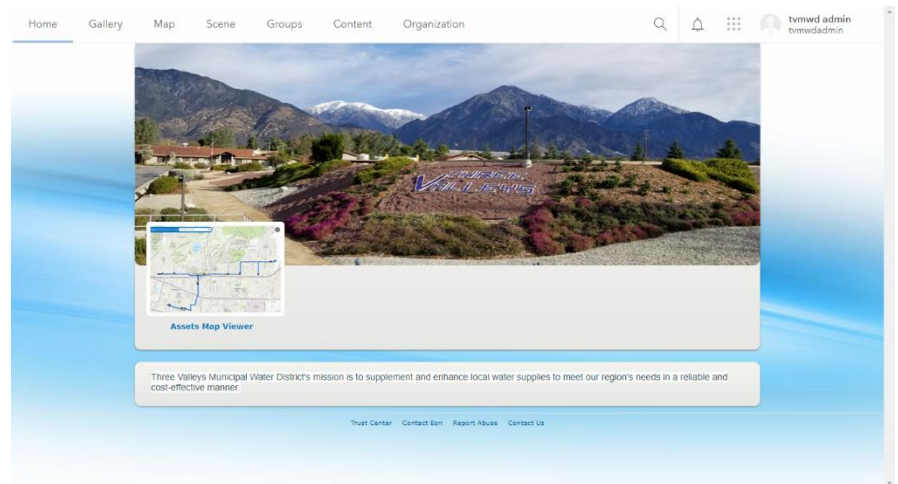 Home Gallery Map Scene Groups Content Organization
tvmwd admin
tvmwdadmin
THREE
VALLEYS
Assets Map Viewer
Three Valleys Municipal Water District's mission is to supplement and enhance local water supplies to meet our region's needs in a reliable and
cost-effective manner.
Trust Center Contact Esri Report Abuse Contact Us